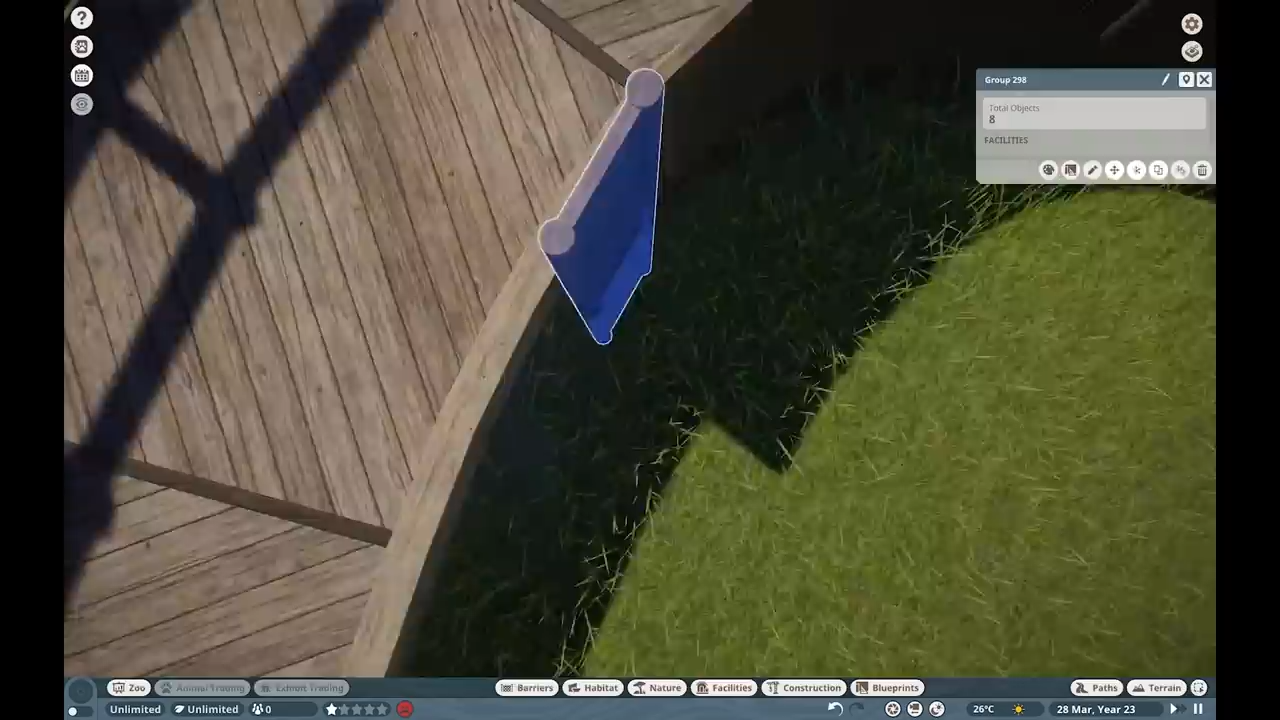 ?
Group 298
Total Objects
8
FACILITIES
Zoo
Animal Trading
Exhibit Trading
Barriers
Habitat
Nature
Facilities
Construction
Blueprints
Paths
Terrain
Unlimited
Unlimited
0
26°C
28 Mar, Year 23